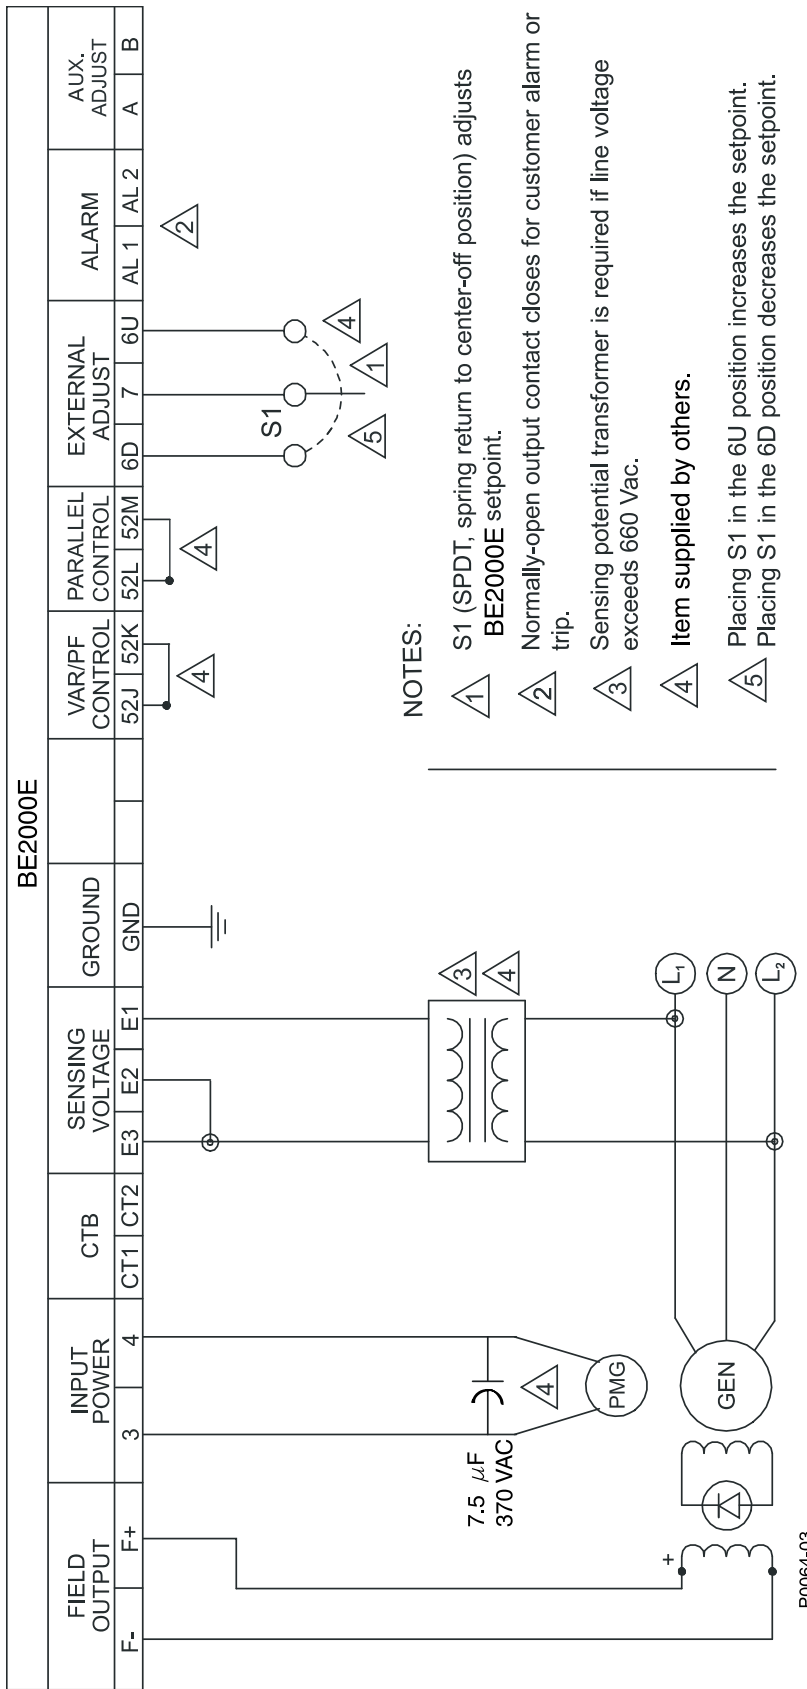 BE2000E
FIELD
OUTPUT
INPUT
POWER
CTB
SENSING
VOLTAGE
GROUND
VAR/PF
CONTROL
PARALLEL
CONTROL
EXTERNAL
ADJUST
ALARM
AUX.
ADJUST
F- F+ 3 4 CT1 CT2 E3 E2 E1 GND 52J 52K 52L 52M 6D 7 6U AL 1 AL 2 A B
4
4
S1
5
1
4
2
7.5 µF
370 VAC
4
PMG
3
4
+
GEN
L1
N
L2
NOTES:
1 S1 (SPDT, spring return to center-off position) adjusts
BE2000E setpoint.
2 Normally-open output contact closes for customer alarm or
trip.
3 Sensing potential transformer is required if line voltage
exceeds 660 Vac.
4 Item supplied by others.
5 Placing S1 in the 6U position increases the setpoint.
Placing S1 in the 6D position decreases the setpoint.
P0064-03